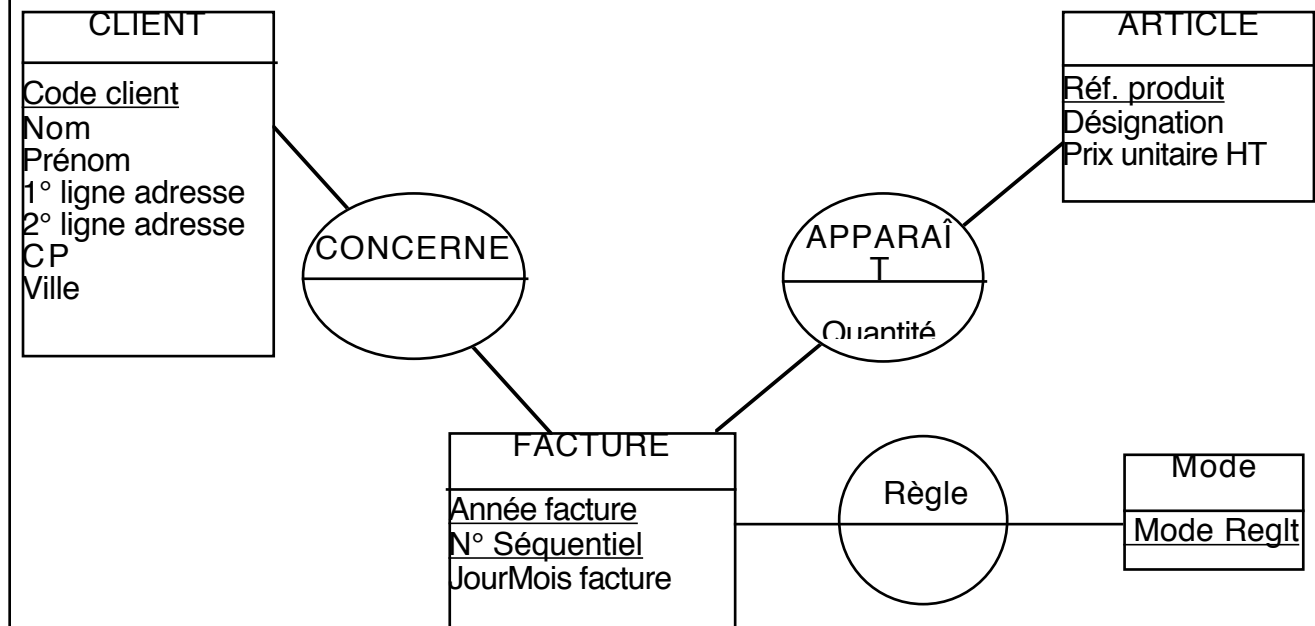 CLIENT
Code client
Nom
Prénom
1° ligne adresse
2° ligne adresse
CP
Ville
CONCERNE
ARTICLE
Réf. produit
Désignation
Prix unitaire HT
APPARAÎ
T
Quantité
FACTURE
Année facture
N° Séquentiel
JourMois facture
Règle
Mode
Mode Reglt